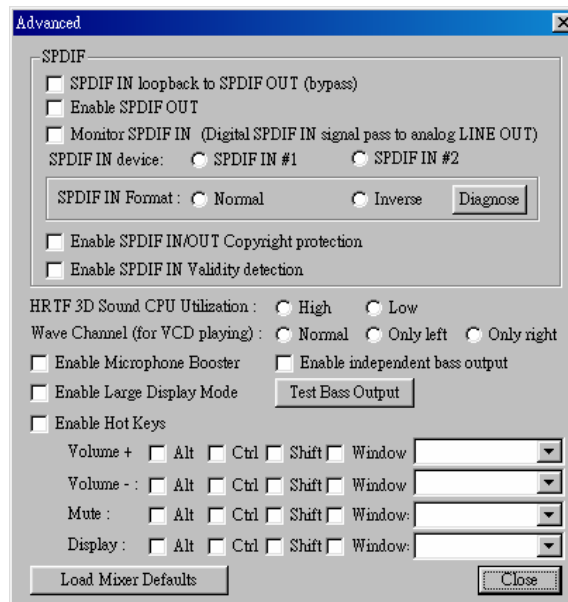 Advanced
SPDIF
SPDIF IN loopback to SPDIF OUT (bypass)
Enable SPDIF OUT
Monitor SPDIF IN (Digital SPDIF IN signal pass to analog LINE OUT)
SPDIF IN device: SPDIF IN #1 SPDIF IN #2
SPDIF IN Format : Normal Inverse Diagnose
Enable SPDIF IN/OUT Copyright protection
Enable SPDIF IN Validity detection
HRTF 3D Sound CPU Utilization : High Low
Wave Channel (for VCD playing) : Normal Only left Only right
Enable Microphone Booster Enable independent bass output
Enable Large Display Mode Test Bass Output
Enable Hot Keys
Volume + Alt Ctrl Shift Window
Volume - : Alt Ctrl Shift Window
Mute : Alt Ctrl Shift Window:
Display : Alt Ctrl Shift Window:
Load Mixer Defaults Close